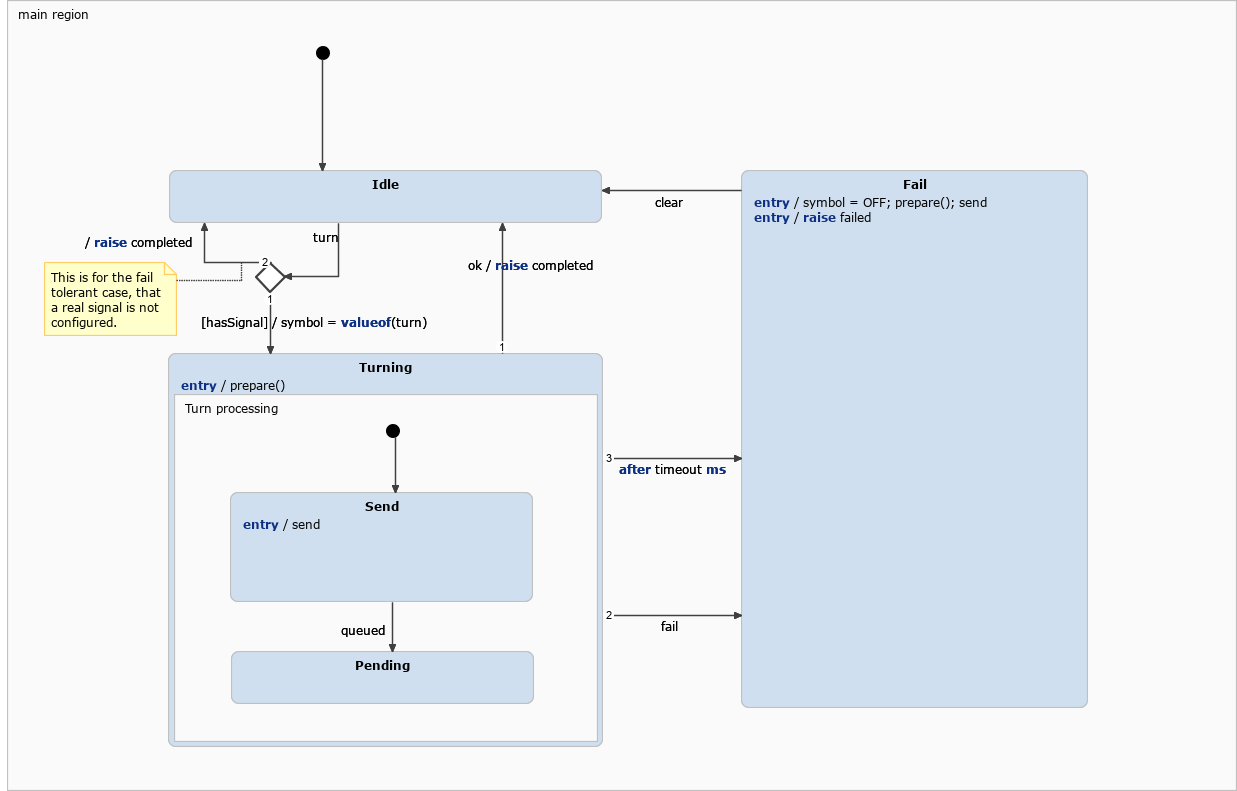 main region
Idle
Fail
entry / symbol = OFF; prepare(); send
entry / raise failed
clear
/ raise completed
turn
2
ok / raise completed
This is for the fail
tolerant case, that
a real signal is not
configured.
1
[hasSignal] / symbol = valueof(turn)
1
Turning
entry / prepare()
Turn processing
3
after timeout ms
Send
entry / send
2
fail
queued
Pending